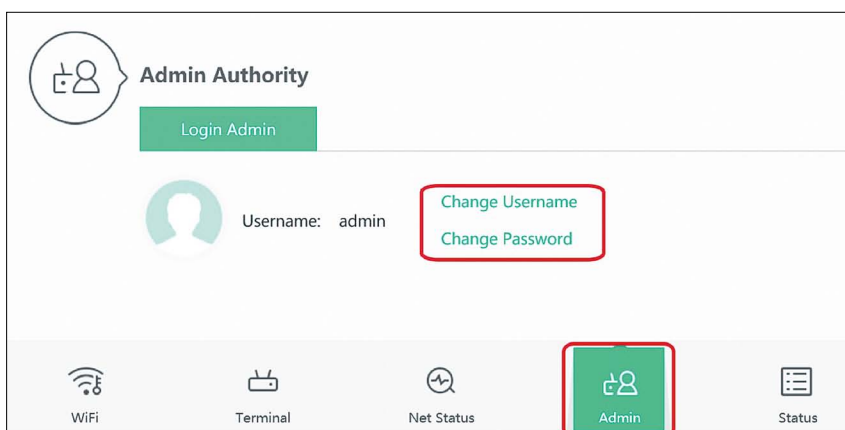 Admin Authority
Login Admin
Username: admin
Change Username
Change Password
WiFi
Terminal
Net Status
Admin
Status